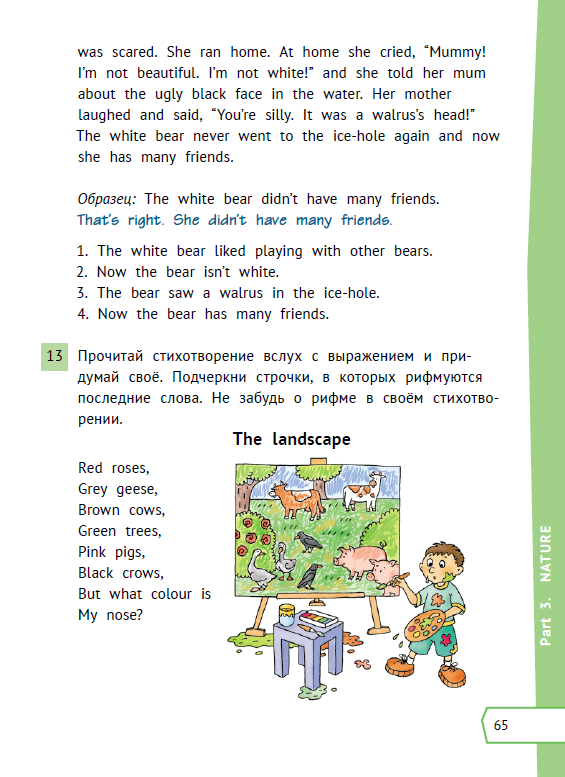 was scared. She ran home. At home she cried, “Mummy!
I’m not beautiful. I’m not white!” and she told her mum
about the ugly black face in the water. Her mother
laughed and said, “You’re silly. It was a walrus’s head!”
The white bear never went to the ice-hole again and now
she has many friends.
Образец: The white bear didn’t have many friends.
That’s right. She didn’t have many friends.
1. The white bear liked playing with other bears.
2. Now the bear isn’t white.
3. The bear saw a walrus in the ice-hole.
4. Now the bear has many friends.
13 Прочитай стихотворение вслух с выражением и при-
думай своё. Подчеркни строчки, в которых рифмуются
последние слова. Не забудь о рифме в своём стихотво-
рении.
The landscape
Red roses,
Grey geese,
Brown cows,
Green trees,
Pink pigs,
Black crows,
But what colour is
My nose?
Part 3. NATURE
65